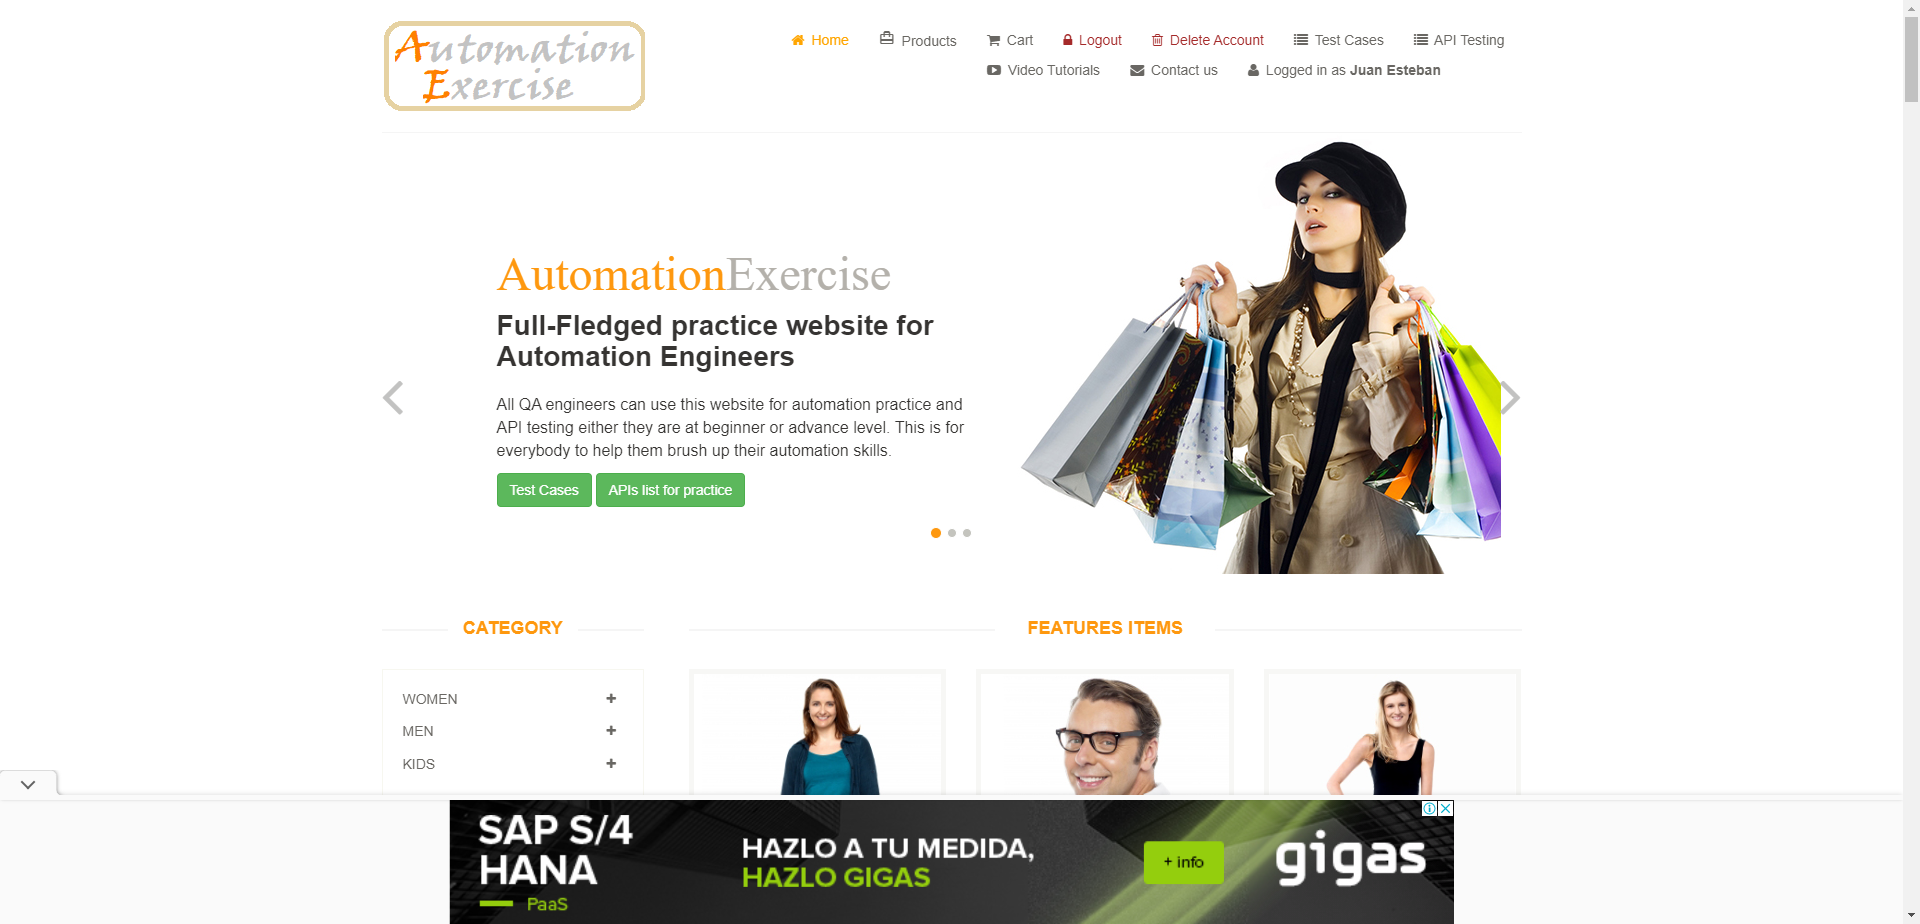 Automation
Exercise
Home
Products
Cart
Logout
Delete Account
Test Cases
API Testing
Video Tutorials
Contact us
Logged in as Juan Esteban
AutomationExercise
Full-Fledged practice website for
Automation Engineers
All QA engineers can use this website for automation practice and
API testing either they are at beginner or advance level. This is for
everybody to help them brush up their automation skills.
Test Cases
APIs list for practice
CATEGORY
WOMEN
MEN
KIDS
FEATURES ITEMS
SAP S/4
HANA
PaaS
HAZLO A TU MEDIDA,
HAZLO GIGAS
+ info
gigas